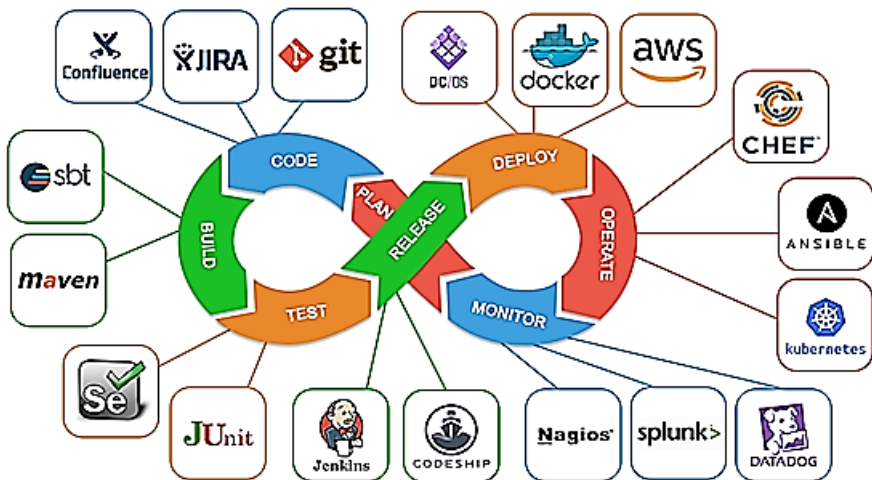 Confluence
JIRA
git
DC/OS
docker
aws
CHEF
sbt
CODE
DEPLOY
PLAN
RELEASE
BUILD
OPERATE
ANSIBLE
maven
TEST
MONITOR
kubernetes
Se
JUnit
Jenkins
CODESHIP
Nagios®
splunk>
DATADOG